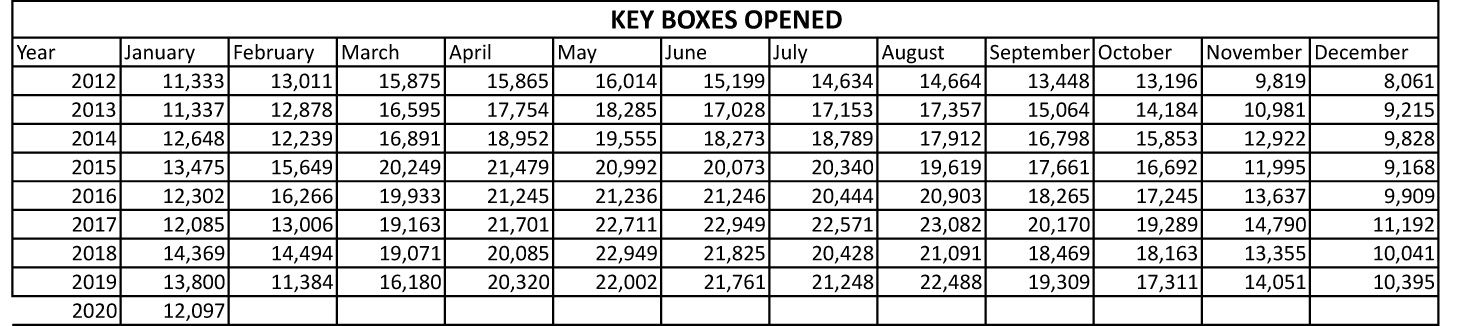 KEY BOXES OPENED
Year January February March April May June July August September October November December
2012 11,333 13,011 15,875 15,865 16,014 15,199 14,634 14,664 13,448 13,196 9,819 8,061
2013 11,337 12,878 16,595 17,754 18,285 17,028 17,153 17,357 15,064 14,184 10,981 9,215
2014 12,648 12,239 16,891 18,952 19,555 18,273 18,789 17,912 16,798 15,853 12,922 9,828
2015 13,475 15,649 20,249 21,479 20,992 20,073 20,340 19,619 17,661 16,692 11,995 9,168
2016 12,302 16,266 19,933 21,245 21,236 21,246 20,444 20,903 18,265 17,245 13,637 9,909
2017 12,085 13,006 19,163 21,701 22,711 22,949 22,571 23,082 20,170 19,289 14,790 11,192
2018 14,369 14,494 19,071 20,085 22,949 21,825 20,428 21,091 18,469 18,163 13,355 10,041
2019 13,800 11,384 16,180 20,320 22,002 21,761 21,248 22,488 19,309 17,311 14,051 10,395
2020 12,097